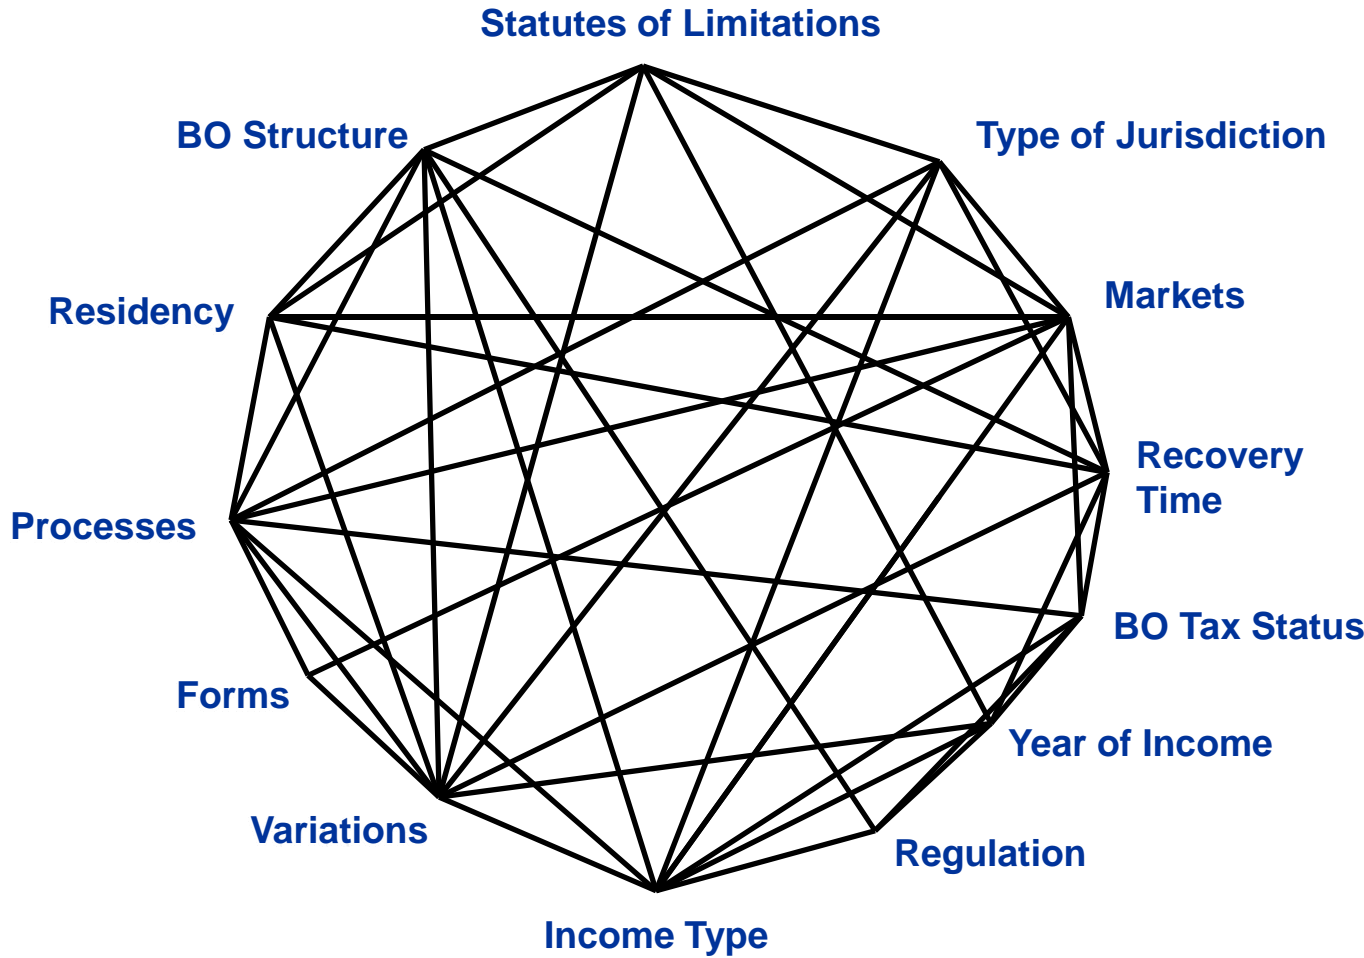 Statutes of Limitations
BO Structure
Type of Jurisdiction
Residency
Markets
Recovery
Time
Processes
BO Tax Status
Forms
Year of Income
Variations
Regulation
Income Type